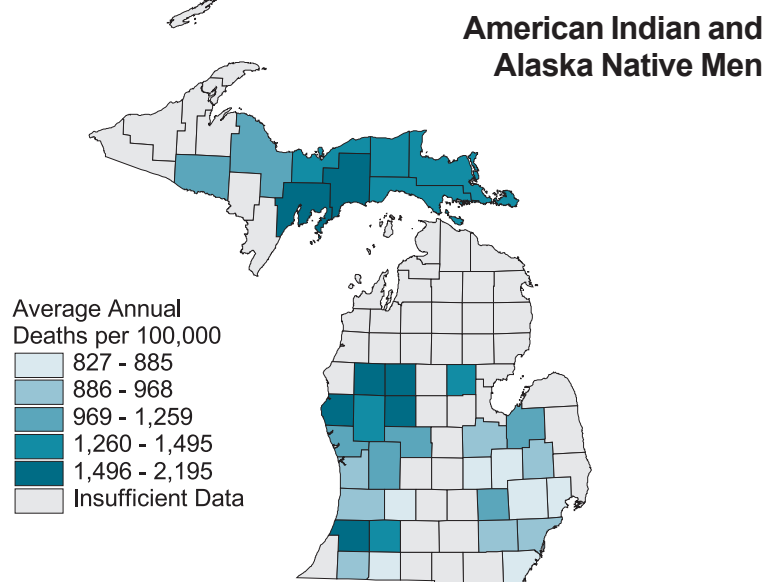 American Indian and
Alaska Native Men
Average Annual
Deaths per 100,000
827 - 885
886 - 968
969 - 1,259
1,260 - 1,495
1,496 - 2,195
Insufficient Data